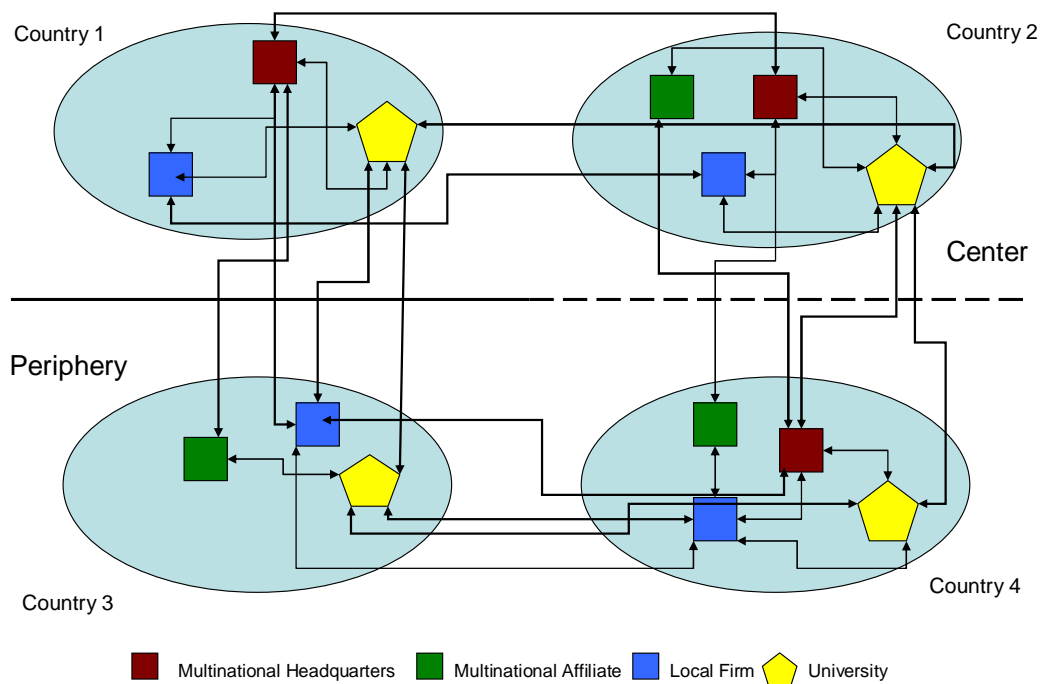 Country 1
Country 2
Center
Periphery
Country 3
Country 4
Multinational Headquarters
Multinational Affiliate
Local Firm
University